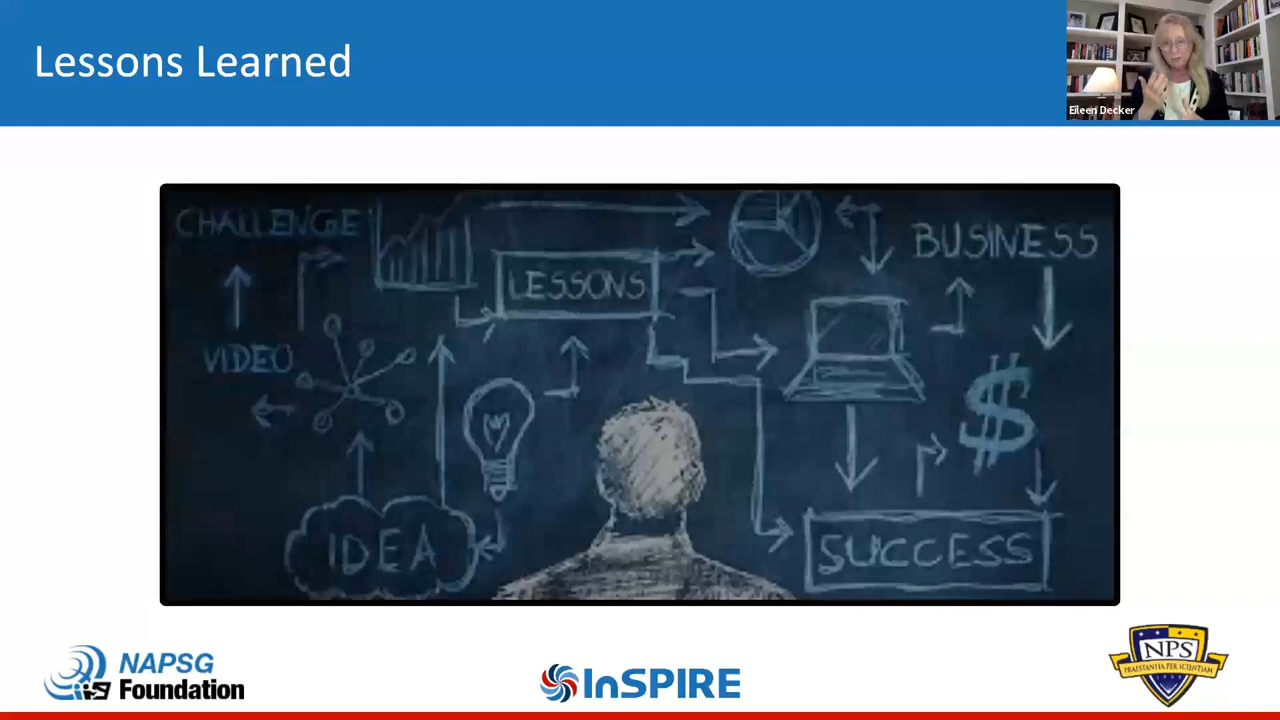 Lessons Learned
Eileen Decker
CHALLENGE
LESSONS
BUSINESS
VIDEO
$
IDEA
SUCCESS
NAPSG
Foundation
InSPIRE
NPS
PRAESTANTIA PER SCIENTIAM